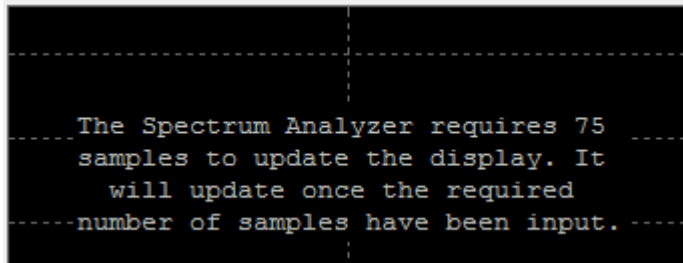 The Spectrum Analyzer requires 75
samples to update the display. It
will update once the required
number of samples have been input.